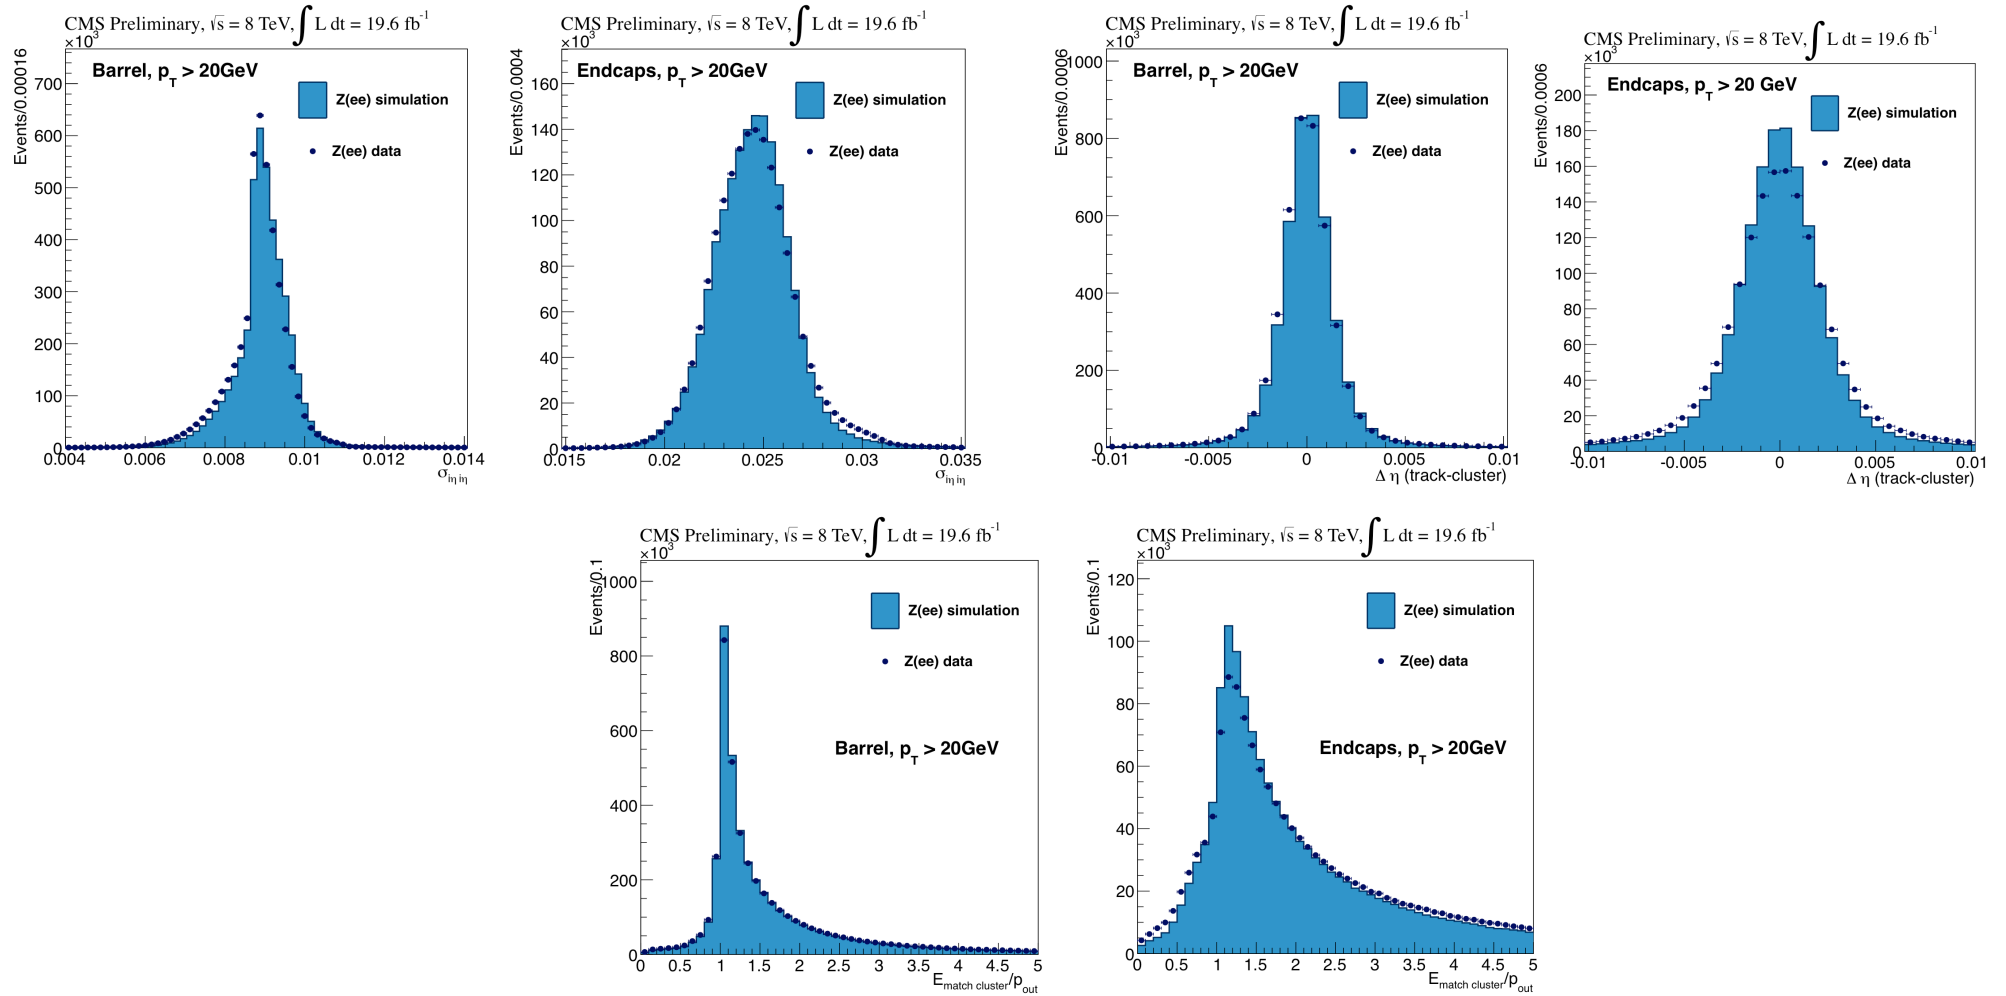 CMS Preliminary, √s = 8 TeV, ∫ L dt = 19.6 fb⁻¹
×10³
Events/0.00016
Barrel, p_T > 20GeV
Z(ee) simulation
Z(ee) data
700
600
500
400
300
200
100
0
0.004 0.006 0.008 0.01 0.012 0.014
σ_iη iη
CMS Preliminary, √s = 8 TeV, ∫ L dt = 19.6 fb⁻¹
×10³
Events/0.0004
Endcaps, p_T > 20GeV
Z(ee) simulation
Z(ee) data
160
140
120
100
80
60
40
20
0
0.015 0.02 0.025 0.03 0.035
σ_iη iη
CMS Preliminary, √s = 8 TeV, ∫ L dt = 19.6 fb⁻¹
×10³
Events/0.0006
Barrel, p_T > 20GeV
Z(ee) simulation
Z(ee) data
1000
800
600
400
200
0
-0.01 -0.005 0 0.005 0.01
Δ η (track-cluster)
CMS Preliminary, √s = 8 TeV, ∫ L dt = 19.6 fb⁻¹
×10³
Events/0.0006
Endcaps, p_T > 20 GeV
Z(ee) simulation
Z(ee) data
200
180
160
140
120
100
80
60
40
20
0
-0.01 -0.005 0 0.005 0.01
Δ η (track-cluster)
CMS Preliminary, √s = 8 TeV, ∫ L dt = 19.6 fb⁻¹
×10³
Events/0.1
Z(ee) simulation
Z(ee) data
Barrel, p_T > 20GeV
1000
800
600
400
200
0
0 0.5 1 1.5 2 2.5 3 3.5 4 4.5 5
E_match cluster/p_out
CMS Preliminary, √s = 8 TeV, ∫ L dt = 19.6 fb⁻¹
×10³
Events/0.1
Z(ee) simulation
Z(ee) data
Endcaps, p_T > 20GeV
120
100
80
60
40
20
0
0 0.5 1 1.5 2 2.5 3 3.5 4 4.5 5
E_match cluster/p_out